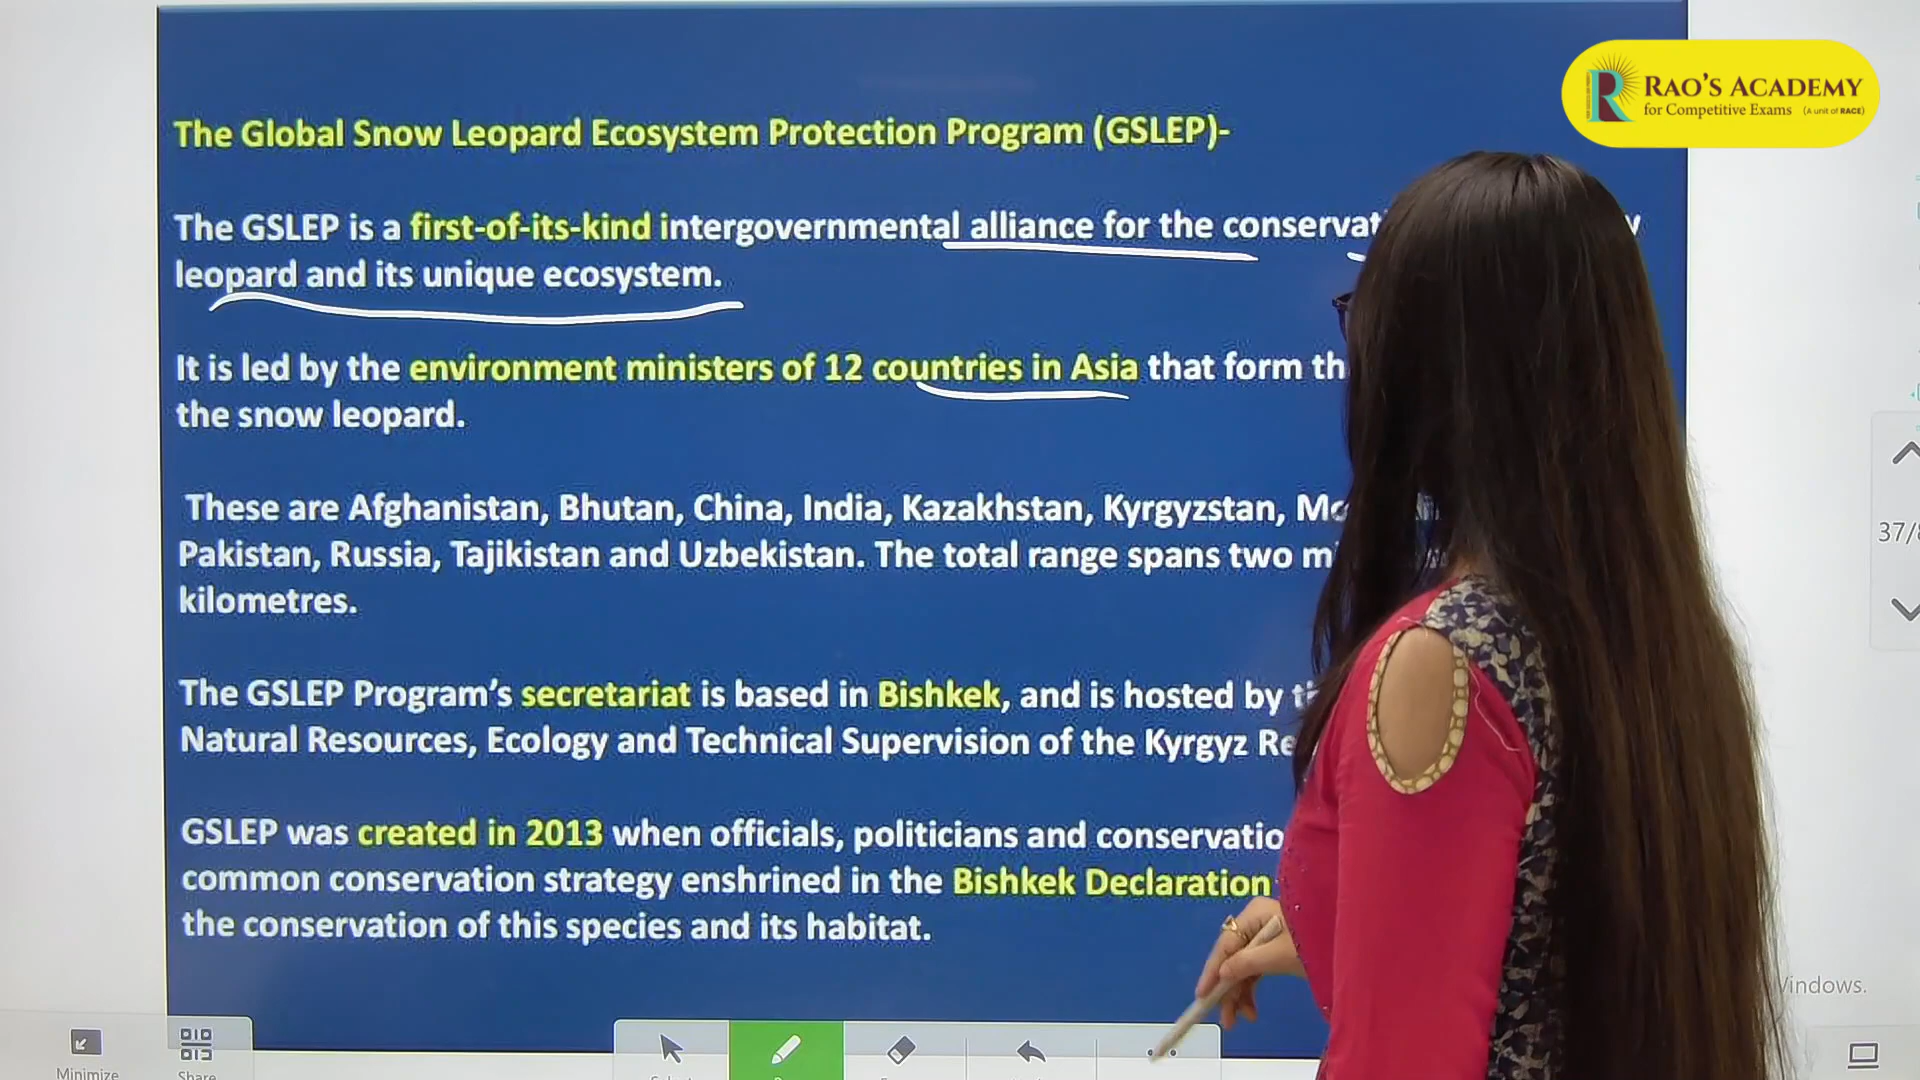 RAO'S ACADEMY
for Competitive Exams (A unit of RACE)
The Global Snow Leopard Ecosystem Protection Program (GSLEP)-
The GSLEP is a first-of-its-kind intergovernmental alliance for the
leopard and its unique ecosystem.
It is led by the environment ministers of 12 countries in Asia that form
the snow leopard.
These are Afghanistan, Bhutan, China, India, Kazakhstan, Kyrgyzstan,
Pakistan, Russia, Tajikistan and Uzbekistan. The total range spans two
kilometres.
The GSLEP Program's secretariat is based in Bishkek, and is hosted by
Natural Resources, Ecology and Technical Supervision of the Kyrgyz
GSLEP was created in 2013 when officials, politicians and
common conservation strategy enshrined in the Bishkek Declaration
the conservation of this species and its habitat.
37/
Minimize
Share